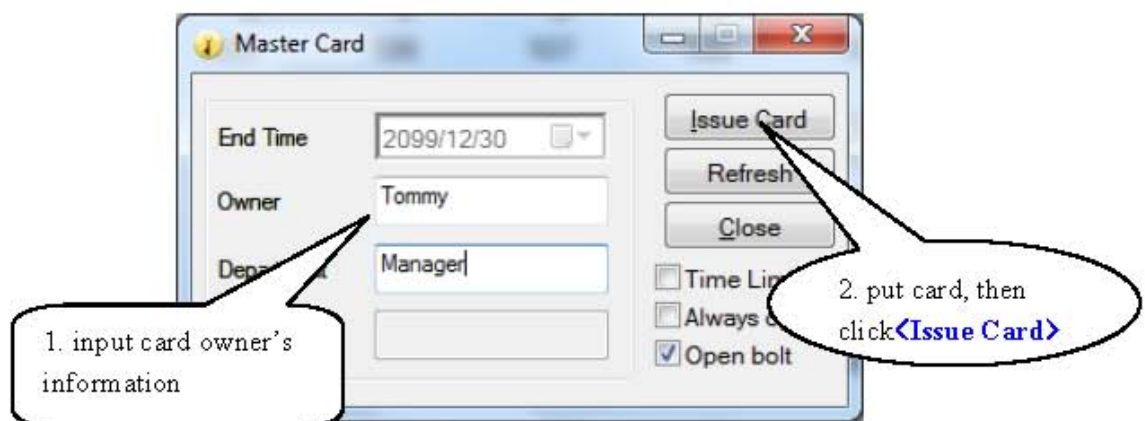 Master Card
Issue Card
End Time
2099/12/30
Refresh
Owner
Tommy
Close
Manager
Time
Always
Open bolt
1. input card owner's
information
2. put card, then
click<Issue Card>